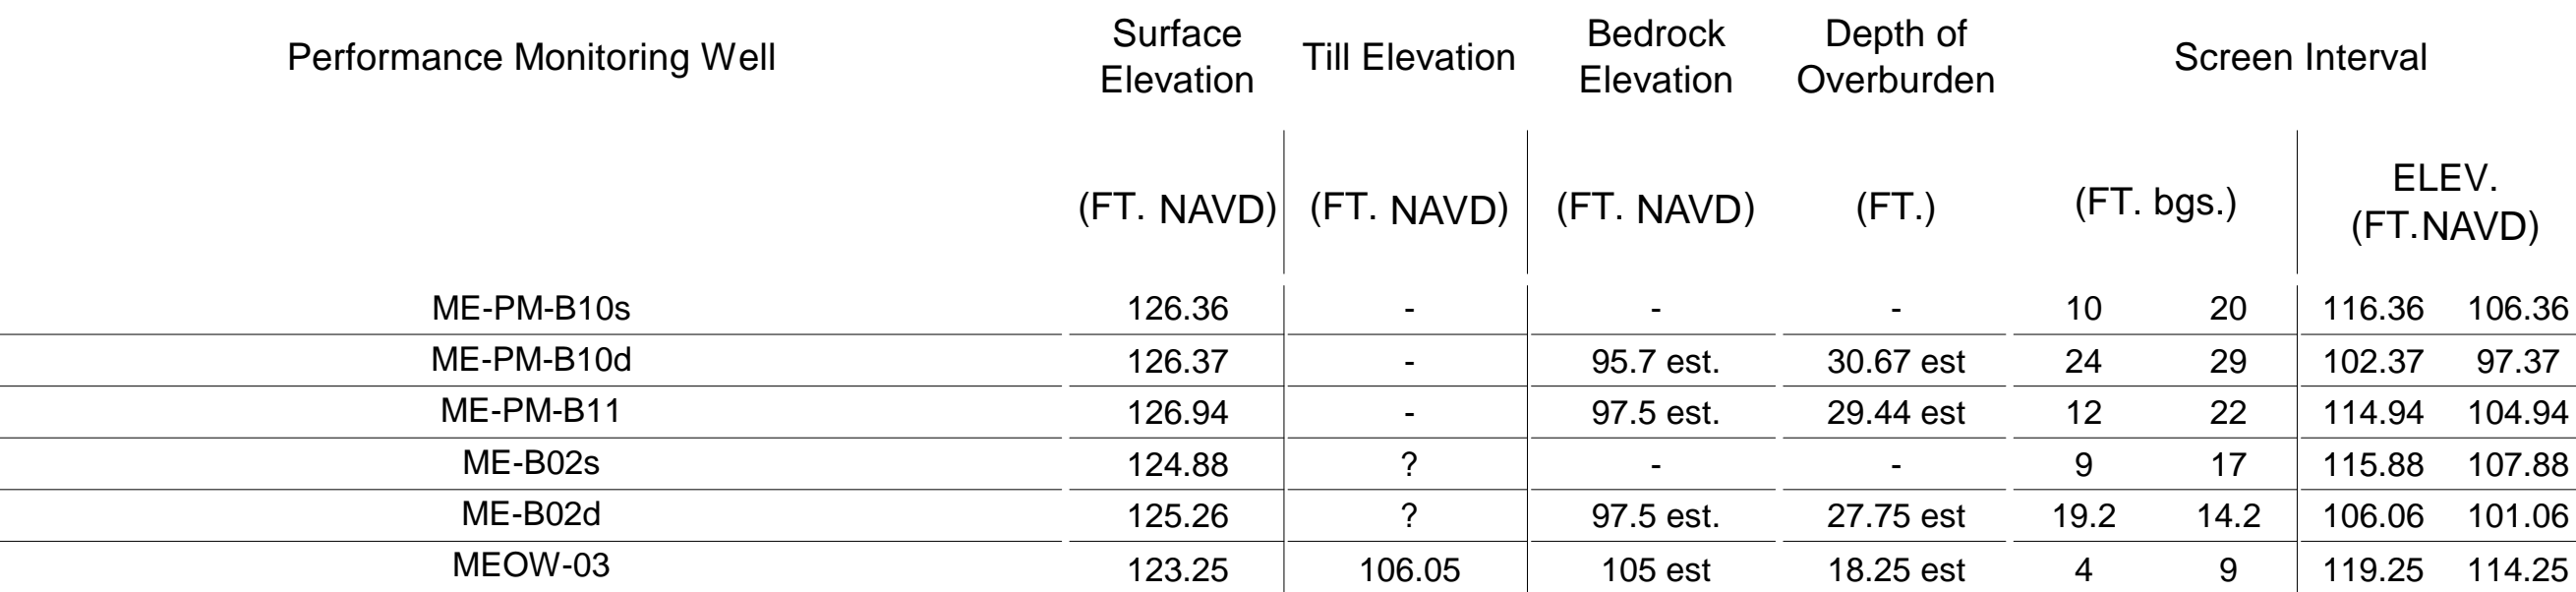 Performance Monitoring Well Surface Elevation Till Elevation Bedrock Elevation Depth of Overburden Screen Interval
(FT. NAVD) (FT. NAVD) (FT. NAVD) (FT.) (FT. bgs.) ELEV. (FT.NAVD)
ME-PM-B10s 126.36 - - - 10 20 116.36 106.36
ME-PM-B10d 126.37 - 95.7 est. 30.67 est 24 29 102.37 97.37
ME-PM-B11 126.94 - 97.5 est. 29.44 est 12 22 114.94 104.94
ME-B02s 124.88 ? - - 9 17 115.88 107.88
ME-B02d 125.26 ? 97.5 est. 27.75 est 19.2 14.2 106.06 101.06
MEOW-03 123.25 106.05 105 est 18.25 est 4 9 119.25 114.25